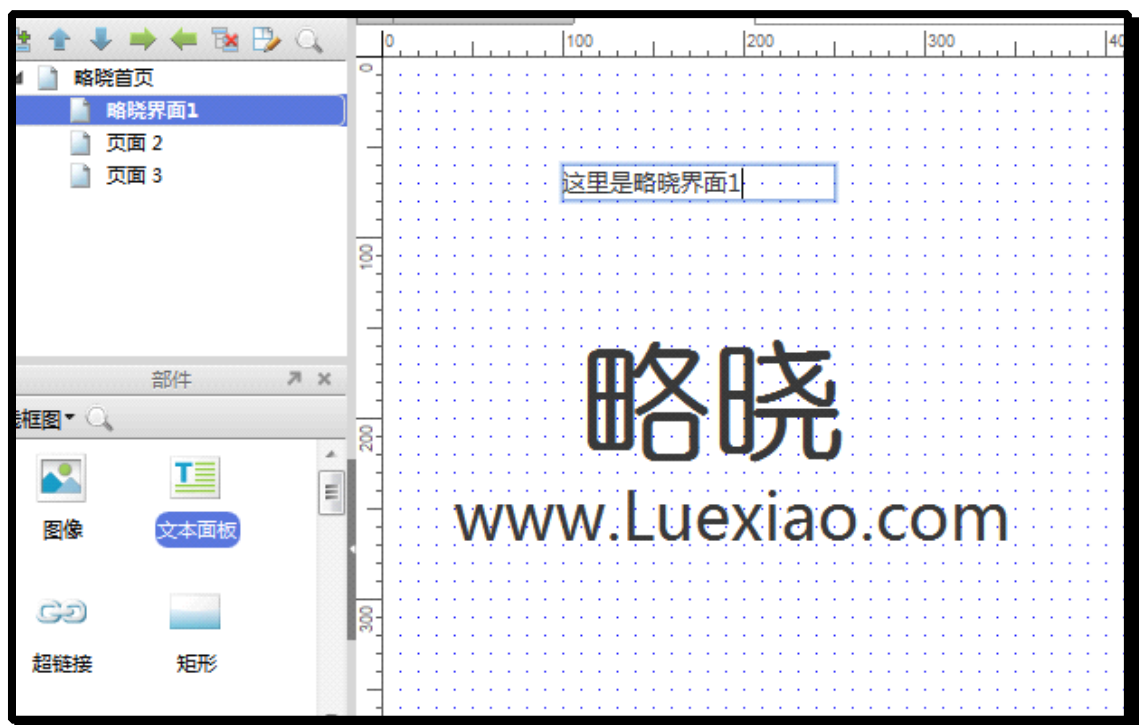 略晓首页
略晓界面1
页面 2
页面 3
部件
线框图
图像
文本面板
超链接
矩形
0
100
200
300
40
0
100
200
300
这里是略晓界面1
略晓
www.Luexiao.com